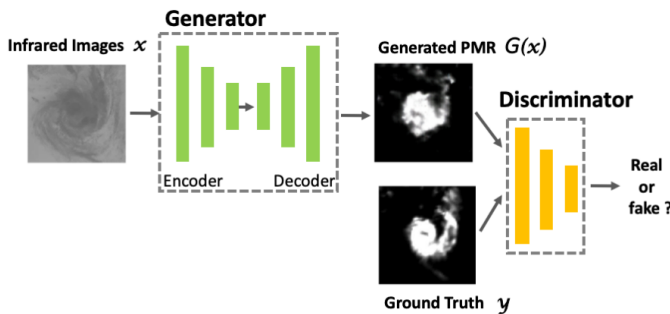 Generator
Infrared Images x
Generated PMR G(x)
Discriminator
Encoder
Decoder
Real
or
fake ?
Ground Truth y